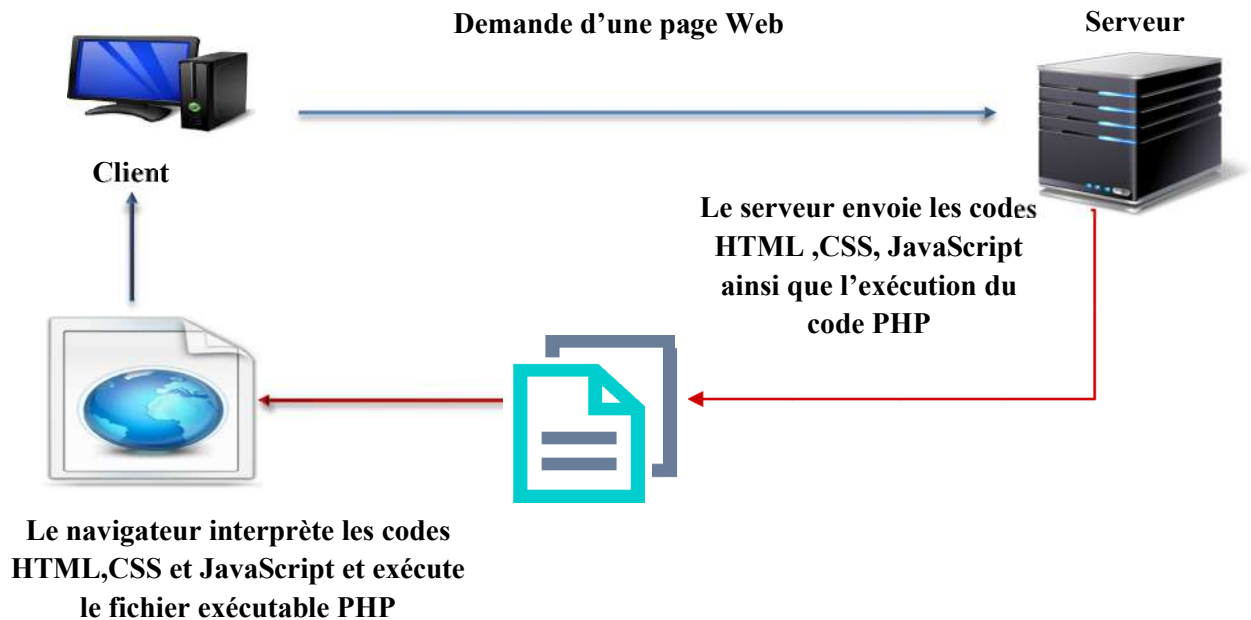 Demande d’une page Web
Serveur
Client
Le serveur envoie les codes
HTML ,CSS, JavaScript
ainsi que l’exécution du
code PHP
Le navigateur interprète les codes
HTML,CSS et JavaScript et exécute
le fichier exécutable PHP